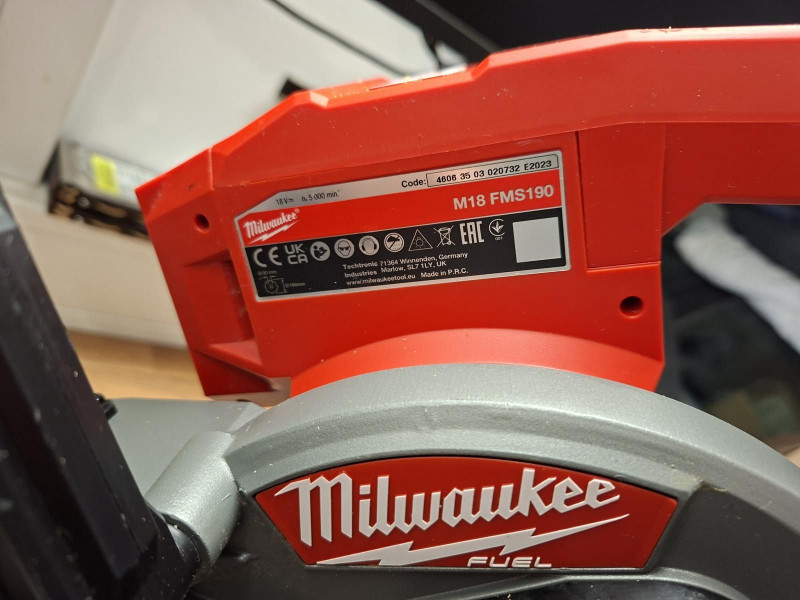 18 V⎓ n₀ 5 000 min⁻¹
Code: 4606 35 03 020732 E2023
Milwaukee®
M18 FMS190
CE UK CA EAC
Techtronic 71364 Winnenden, Germany
Industries Marlow, SL7 1LY, UK
www.milwaukeetool.eu Made in P.R.C.
Milwaukee
FUEL